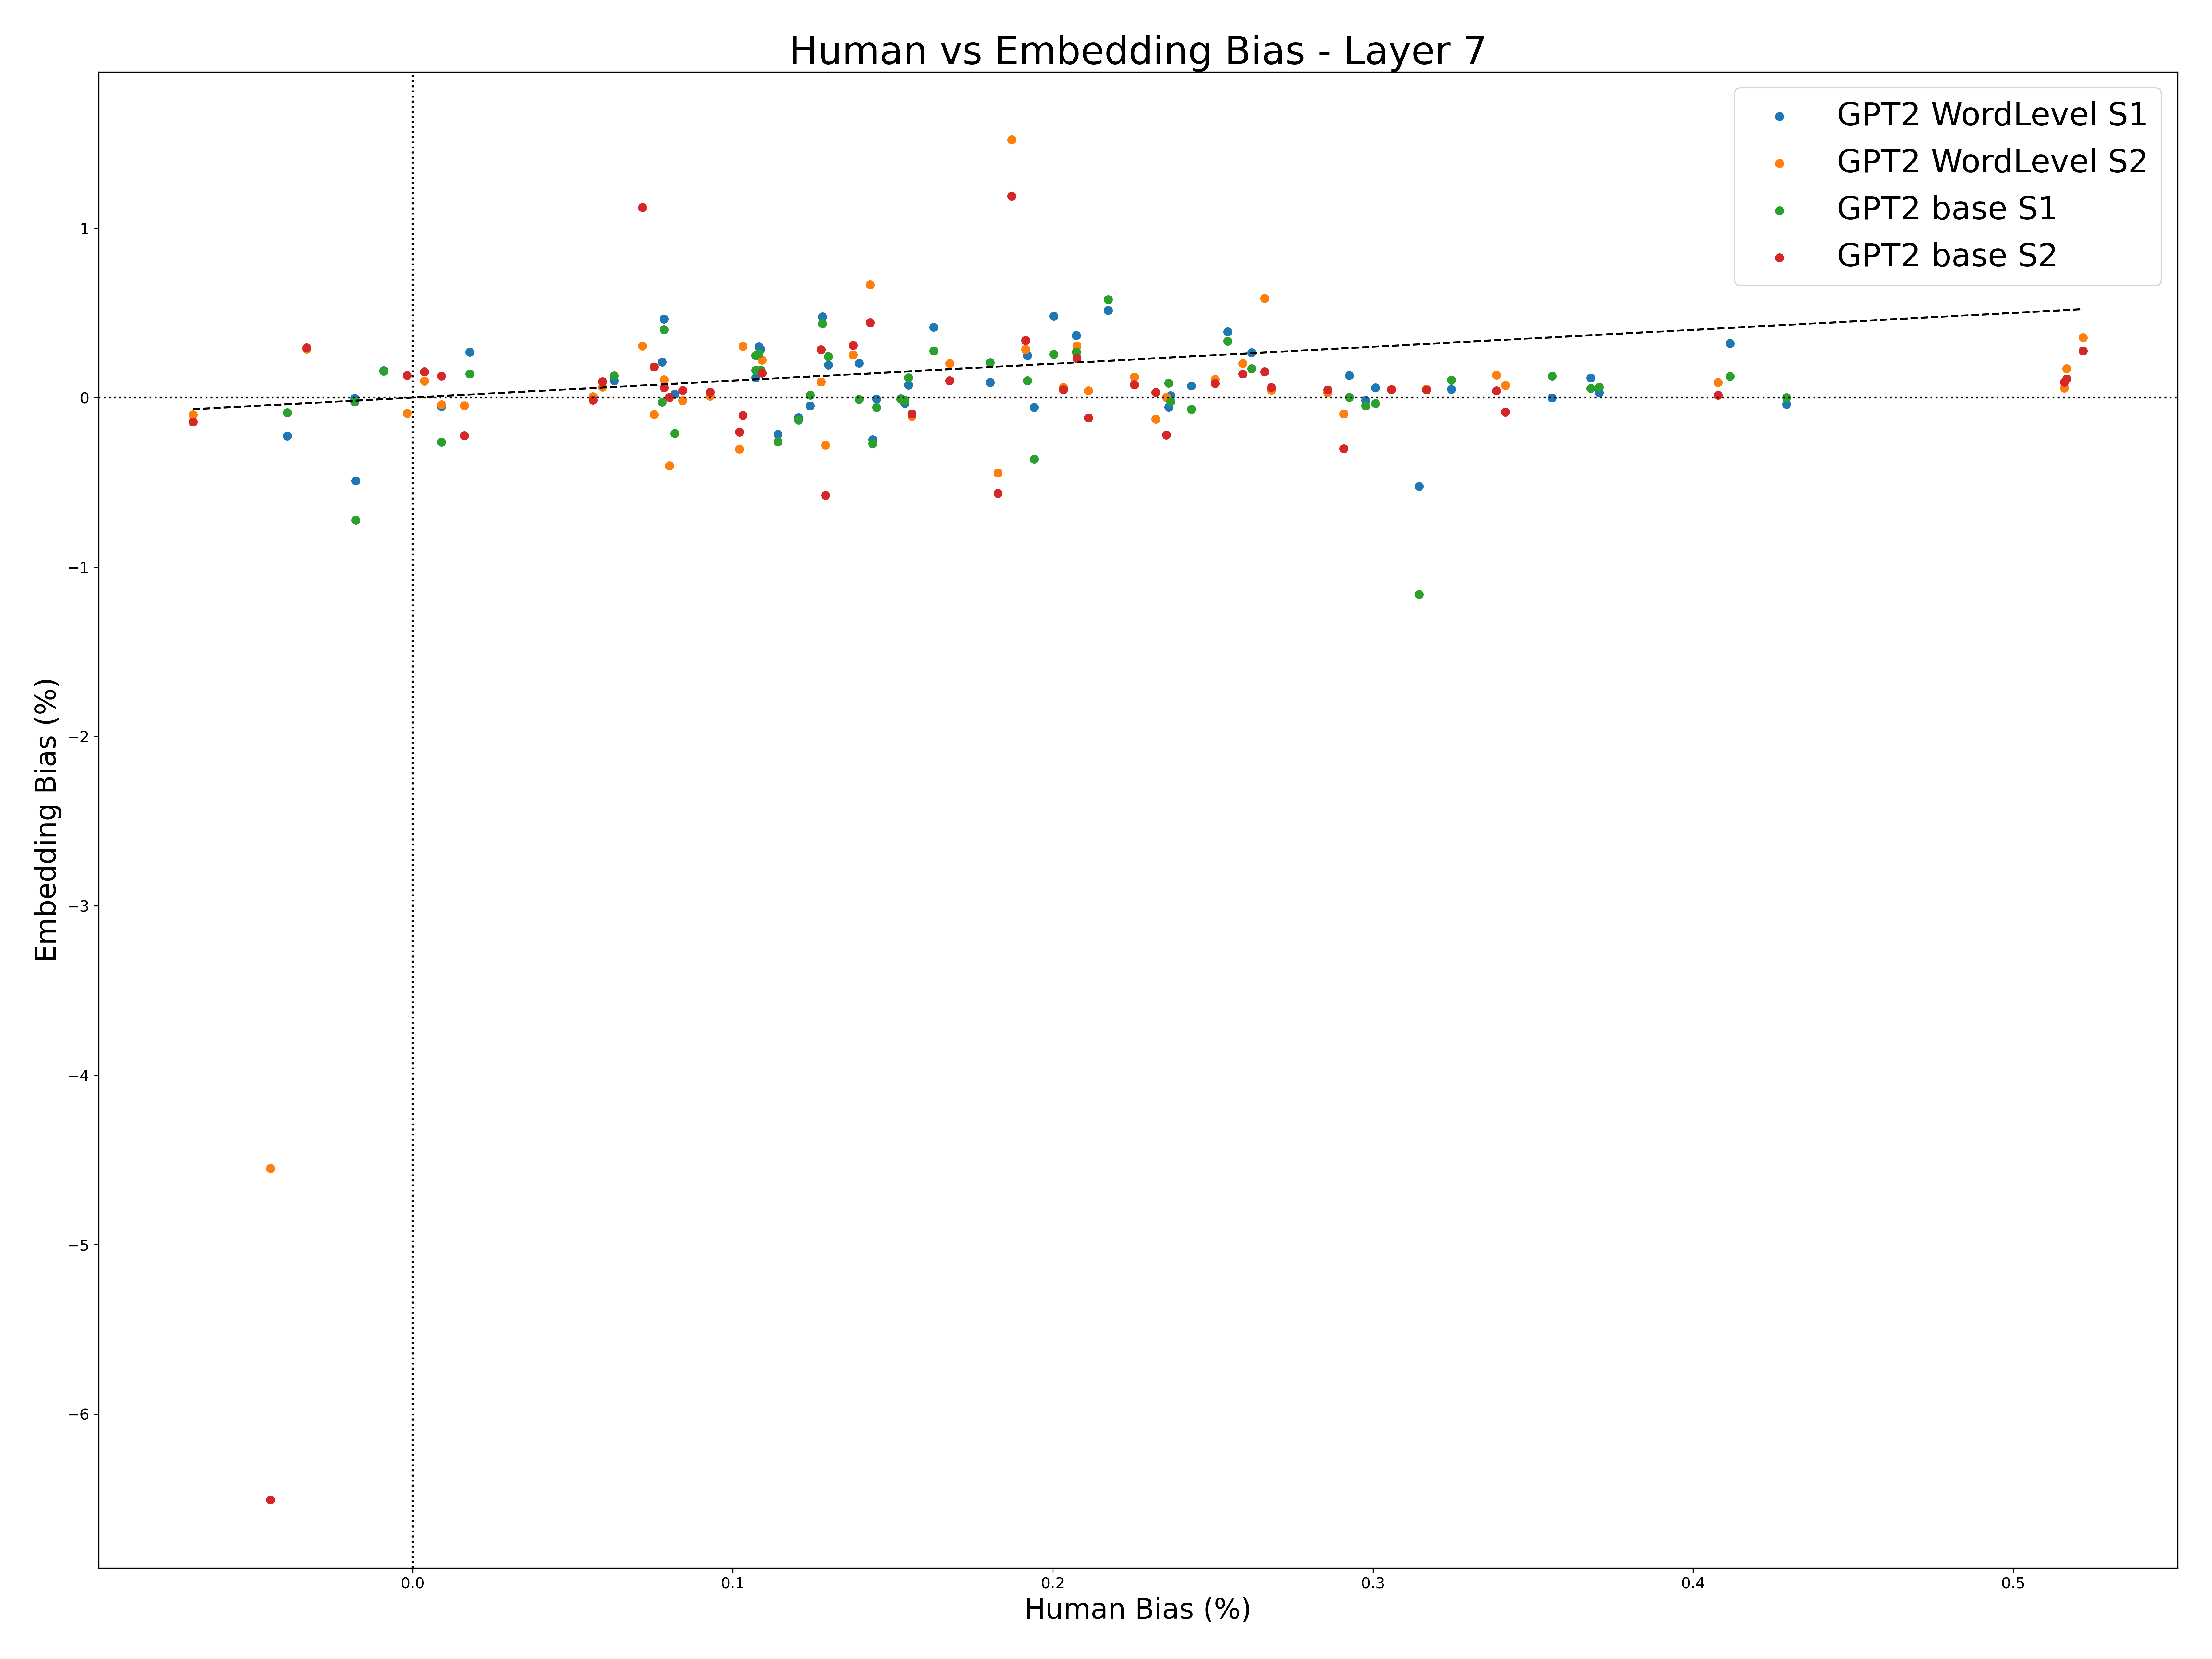 Human vs Embedding Bias - Layer 7
GPT2 WordLevel S1
GPT2 WordLevel S2
GPT2 base S1
GPT2 base S2
1
0
−1
−2
−3
−4
−5
−6
Embedding Bias (%)
0.0 0.1 0.2 0.3 0.4 0.5
Human Bias (%)